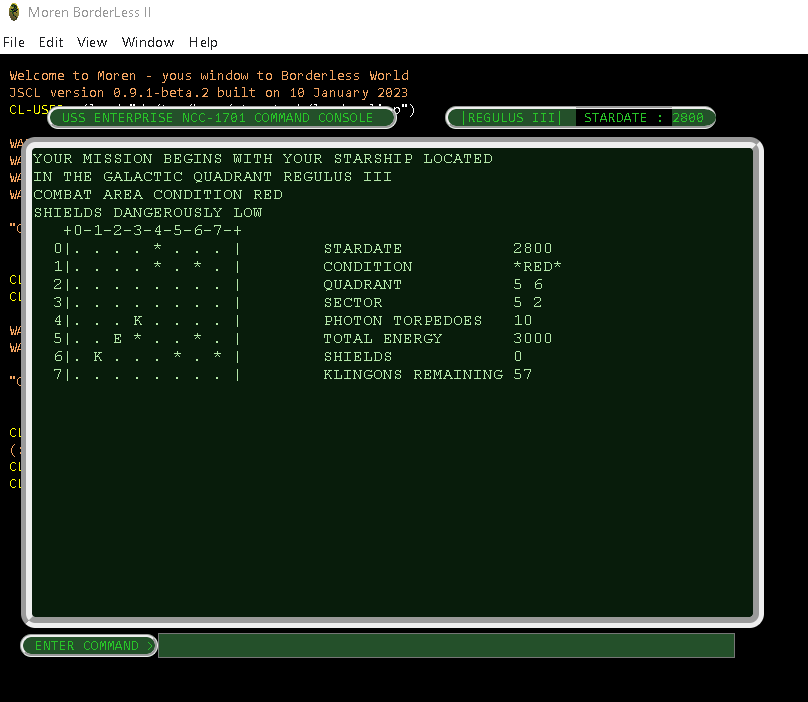 Moren BorderLess II
File Edit View Window Help
Welcome to Moren - yous window to Borderless World
JSCL version 0.9.1-beta.2 built on 10 January 2023
USS ENTERPRISE NCC-1701 COMMAND CONSOLE |REGULUS III| STARDATE : 2800
YOUR MISSION BEGINS WITH YOUR STARSHIP LOCATED
IN THE GALACTIC QUADRANT REGULUS III
COMBAT AREA CONDITION RED
SHIELDS DANGEROUSLY LOW
+0-1-2-3-4-5-6-7-+
0|. . . . * . . . | STARDATE 2800
1|. . . . * . * . | CONDITION *RED*
2|. . . . . . . . | QUADRANT 5 6
3|. . . . . . . . | SECTOR 5 2
4|. . . K . . . . | PHOTON TORPEDOES 10
5|. . E * . . * . | TOTAL ENERGY 3000
6|. K . . . * . * | SHIELDS 0
7|. . . . . . . . | KLINGONS REMAINING 57
ENTER COMMAND >